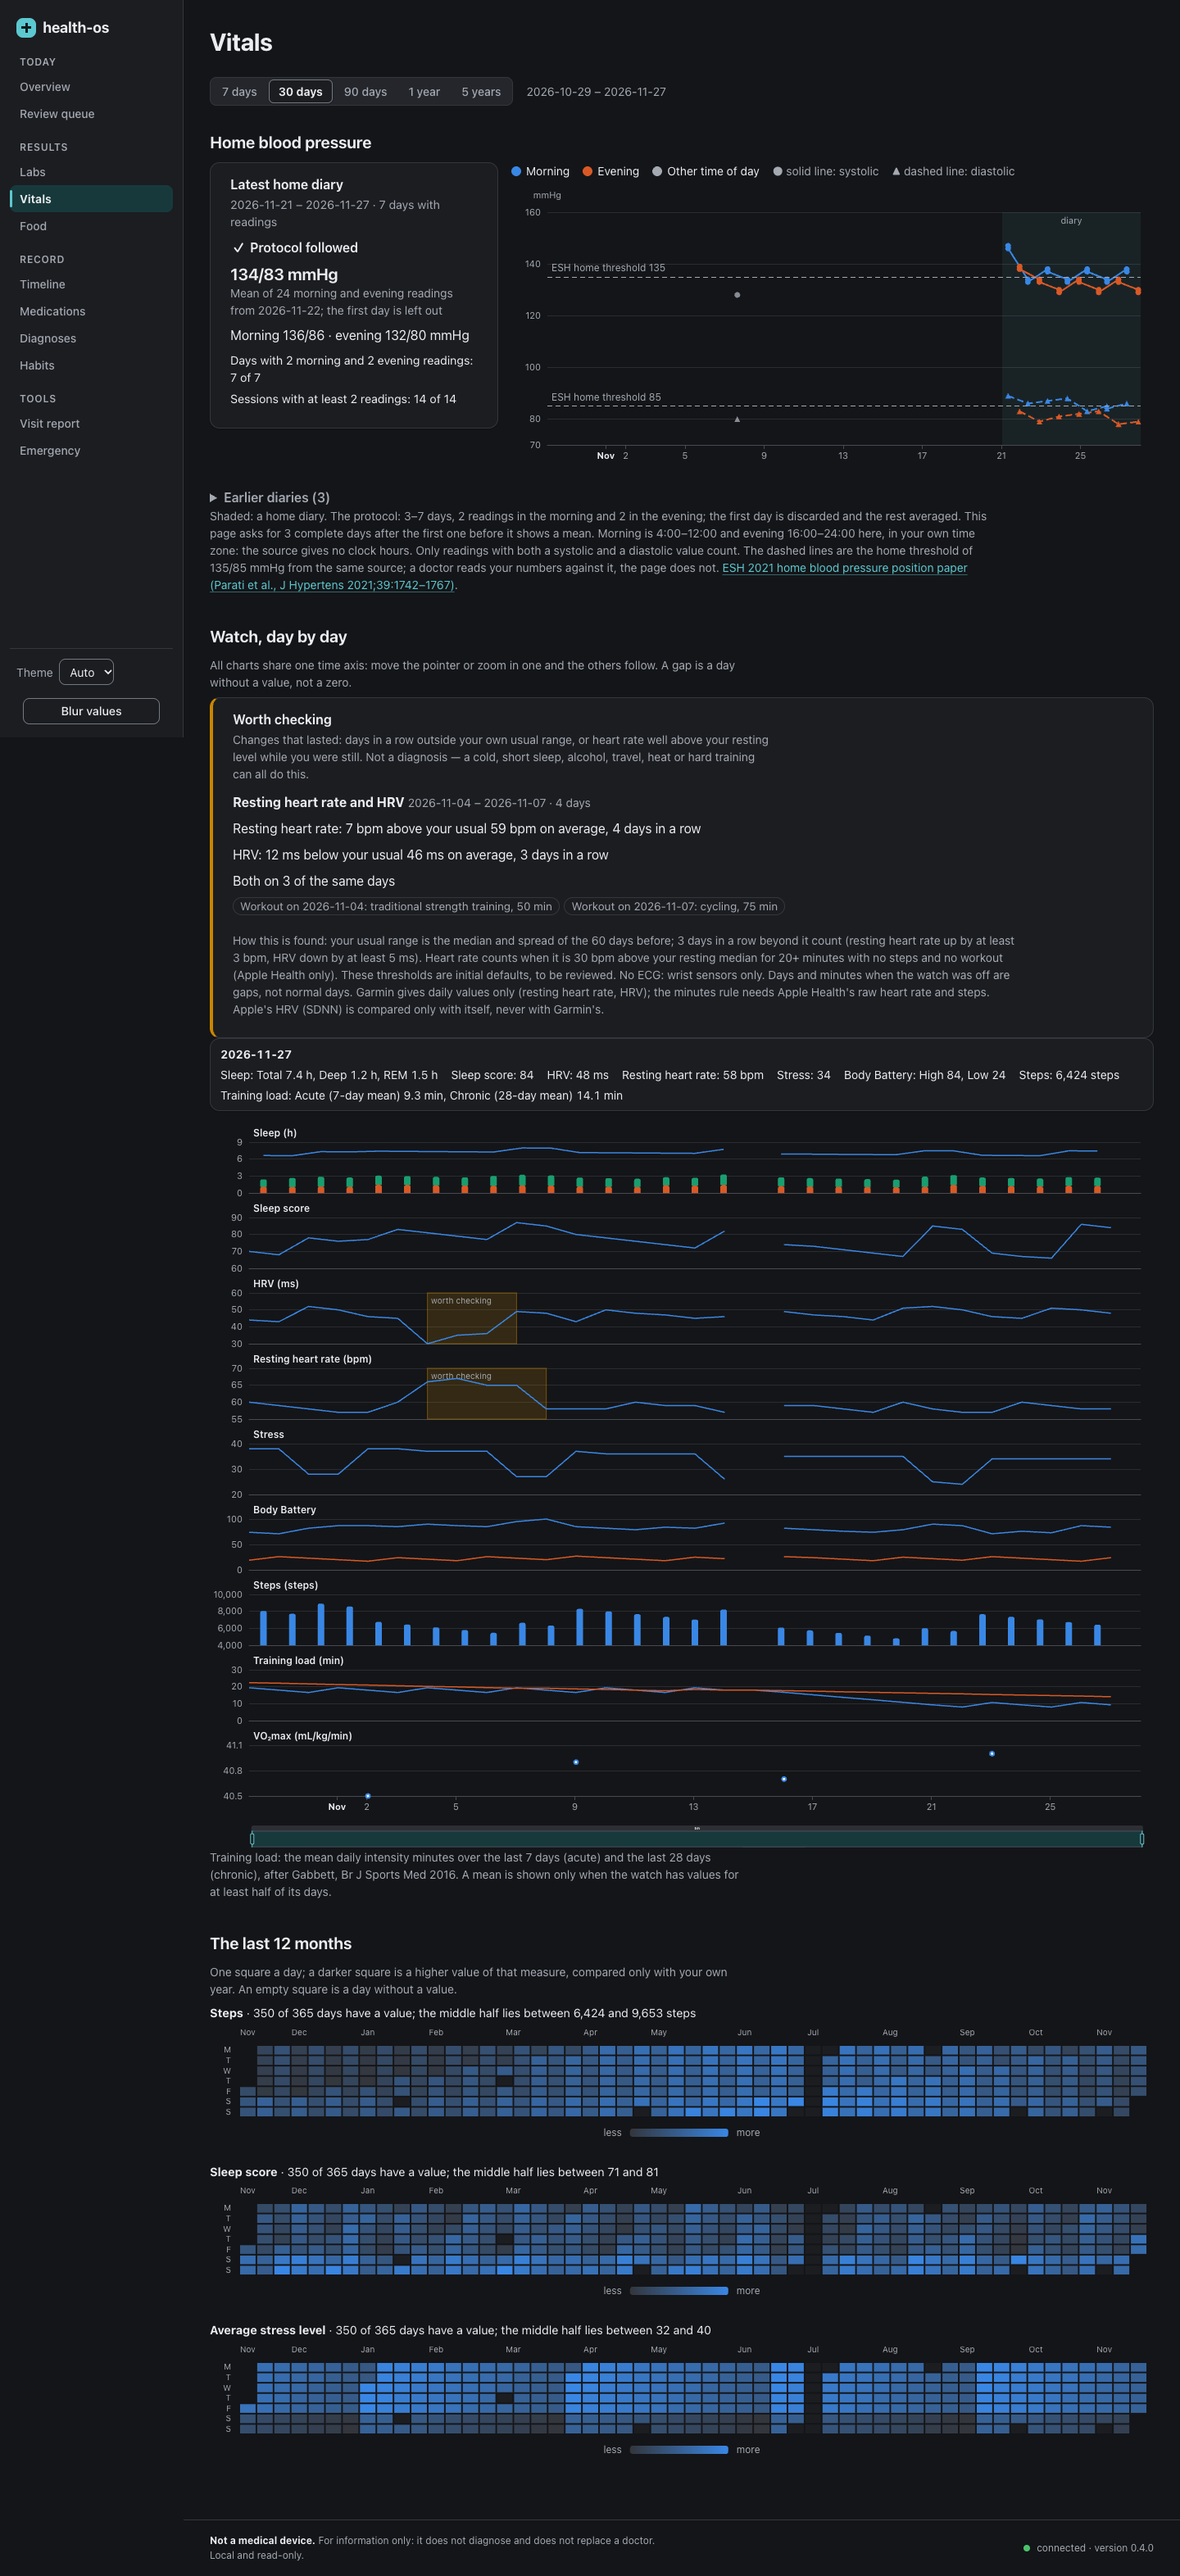 health-os
TODAY
Overview
Review queue
RESULTS
Labs
Vitals
Food
RECORD
Timeline
Medications
Diagnoses
Habits
TOOLS
Visit report
Emergency
Theme Auto
Blur values
Vitals
7 days 30 days 90 days 1 year 5 years 2026-10-29 – 2026-11-27
Home blood pressure
Latest home diary
2026-11-21 – 2026-11-27 · 7 days with
readings
✓ Protocol followed
134/83 mmHg
Mean of 24 morning and evening readings
from 2026-11-22; the first day is left out
Morning 136/86 · evening 132/80 mmHg
Days with 2 morning and 2 evening readings:
7 of 7
Sessions with at least 2 readings: 14 of 14
Morning Evening Other time of day solid line: systolic dashed line: diastolic
mmHg
160
diary
140
ESH home threshold 135
120
100
ESH home threshold 85
80
70
Nov 2 5 9 13 17 21 25
▶ Earlier diaries (3)
Shaded: a home diary. The protocol: 3–7 days, 2 readings in the morning and 2 in the evening; the first day is discarded and the rest averaged. This
page asks for 3 complete days after the first one before it shows a mean. Morning is 4:00–12:00 and evening 16:00–24:00 here, in your own time
zone: the source gives no clock hours. Only readings with both a systolic and a diastolic value count. The dashed lines are the home threshold of
135/85 mmHg from the same source; a doctor reads your numbers against it, the page does not. ESH 2021 home blood pressure position paper
(Parati et al., J Hypertens 2021;39:1742–1767).
Watch, day by day
All charts share one time axis: move the pointer or zoom in one and the others follow. A gap is a day
without a value, not a zero.
Worth checking
Changes that lasted: days in a row outside your own usual range, or heart rate well above your resting
level while you were still. Not a diagnosis — a cold, short sleep, alcohol, travel, heat or hard training
can all do this.
Resting heart rate and HRV 2026-11-04 – 2026-11-07 · 4 days
Resting heart rate: 7 bpm above your usual 59 bpm on average, 4 days in a row
HRV: 12 ms below your usual 46 ms on average, 3 days in a row
Both on 3 of the same days
Workout on 2026-11-04: traditional strength training, 50 min Workout on 2026-11-07: cycling, 75 min
How this is found: your usual range is the median and spread of the 60 days before; 3 days in a row beyond it count (resting heart rate up by at least
3 bpm, HRV down by at least 5 ms). Heart rate counts when it is 30 bpm above your resting median for 20+ minutes with no steps and no workout
(Apple Health only). These thresholds are initial defaults, to be reviewed. No ECG: wrist sensors only. Days and minutes when the watch was off are
gaps, not normal days. Garmin gives daily values only (resting heart rate, HRV); the minutes rule needs Apple Health's raw heart rate and steps.
Apple's HRV (SDNN) is compared only with itself, never with Garmin's.
2026-11-27
Sleep: Total 7.4 h, Deep 1.2 h, REM 1.5 h Sleep score: 84 HRV: 48 ms Resting heart rate: 58 bpm Stress: 34 Body Battery: High 84, Low 24 Steps: 6,424 steps
Training load: Acute (7-day mean) 9.3 min, Chronic (28-day mean) 14.1 min
Sleep (h)
9
6
3
0
Sleep score
90
80
70
60
HRV (ms)
60
worth checking
50
40
30
Resting heart rate (bpm)
70
worth checking
65
60
55
Stress
40
30
20
Body Battery
100
50
0
Steps (steps)
10,000
8,000
6,000
4,000
Training load (min)
30
20
10
0
VO₂max (mL/kg/min)
41.1
40.8
40.5
Nov 2 5 9 13 17 21 25
Training load: the mean daily intensity minutes over the last 7 days (acute) and the last 28 days
(chronic), after Gabbett, Br J Sports Med 2016. A mean is shown only when the watch has values for
at least half of its days.
The last 12 months
One square a day; a darker square is a higher value of that measure, compared only with your own
year. An empty square is a day without a value.
Steps · 350 of 365 days have a value; the middle half lies between 6,424 and 9,653 steps
Nov Dec Jan Feb Mar Apr May Jun Jul Aug Sep Oct Nov
M
T
W
T
F
S
S
less more
Sleep score · 350 of 365 days have a value; the middle half lies between 71 and 81
Nov Dec Jan Feb Mar Apr May Jun Jul Aug Sep Oct Nov
M
T
W
T
F
S
S
less more
Average stress level · 350 of 365 days have a value; the middle half lies between 32 and 40
Nov Dec Jan Feb Mar Apr May Jun Jul Aug Sep Oct Nov
M
T
W
T
F
S
S
less more
Not a medical device. For information only: it does not diagnose and does not replace a doctor.
Local and read-only.
connected · version 0.4.0